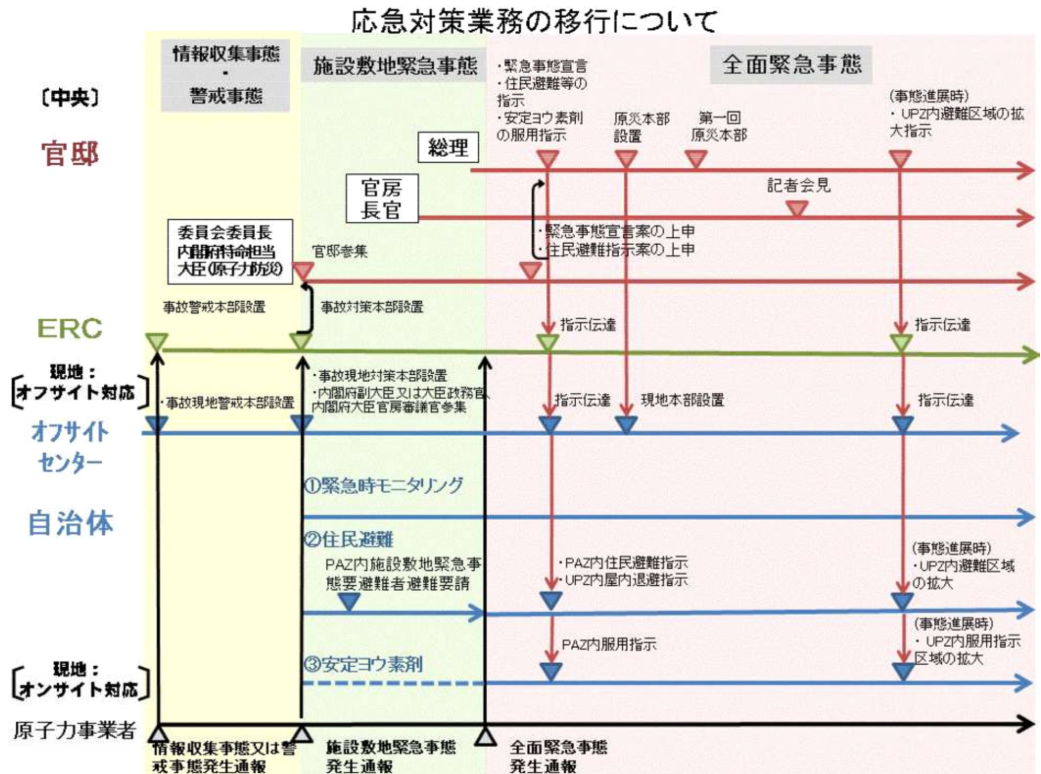 応急対策業務の移行について
情報収集事態
・
警戒事態
施設敷地緊急事態
全面緊急事態
〔中央〕
官邸
・緊急事態宣言
・住民避難等の
指示
・安定ヨウ素剤
の服用指示
原災本部
設置
第一回
原災本部
(事態進展時)
・UPZ内避難区域の拡
大指示
総理
官房
長官
記者会見
・緊急事態宣言案の上申
・住民避難指示案の上申
委員会委員長
内閣府特命担当
大臣(原子力防災)
官邸参集
事故警戒本部設置
事故対策本部設置
指示伝達
指示伝達
ERC
現地：
オフサイト対応
・事故現地警戒本部設置
・事故現地対策本部設置
・内閣府副大臣又は大臣政務官、
内閣府大臣官房審議官参集
指示伝達
現地本部設置
指示伝達
オフサイト
センター
①緊急時モニタリング
自治体
②住民避難
PAZ内施設敷地緊急事
態要避難者避難要請
・PAZ内住民避難指示
・UPZ内屋内退避指示
(事態進展時)
・UPZ内避難区域
の拡大
PAZ内服用指示
(事態進展時)
・UPZ内服用指示
区域の拡大
③安定ヨウ素剤
現地：
オンサイト対応
原子力事業者
情報収集事態又は警
戒事態発生通報
施設敷地緊急事態
発生通報
全面緊急事態
発生通報